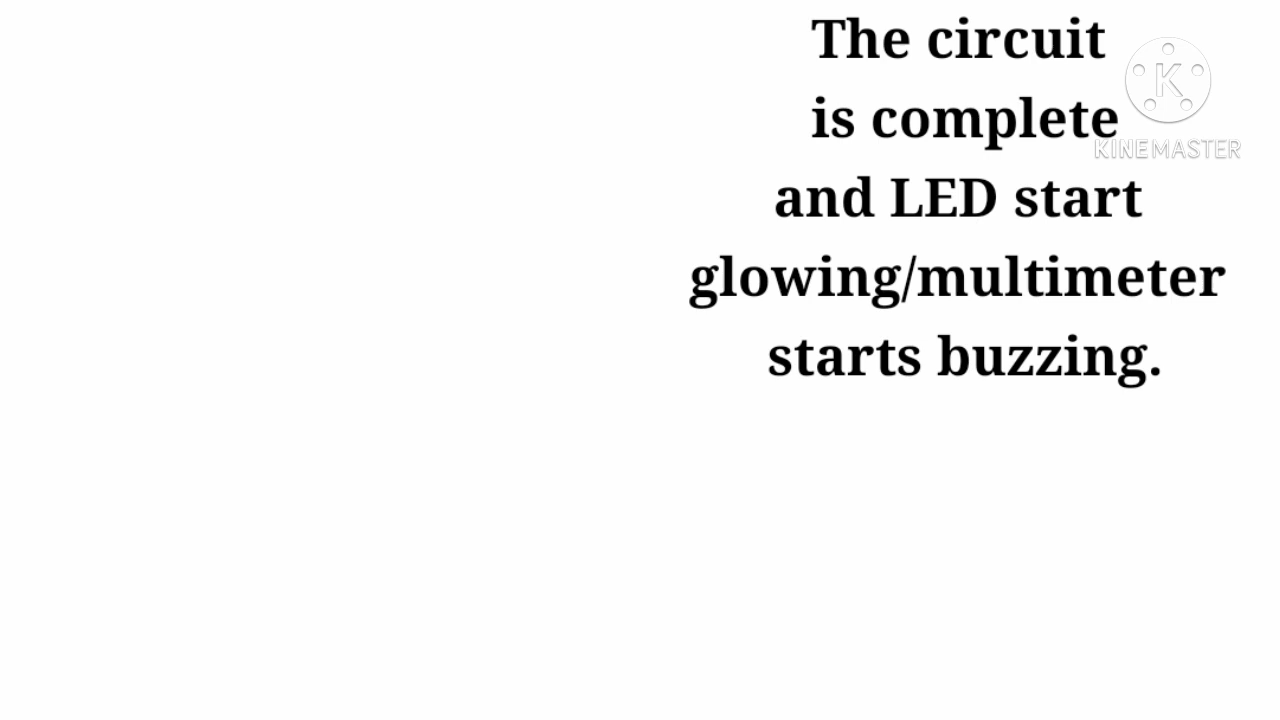 The circuit
is complete
and LED start
glowing/multimeter
starts buzzing.
K
KINEMASTER